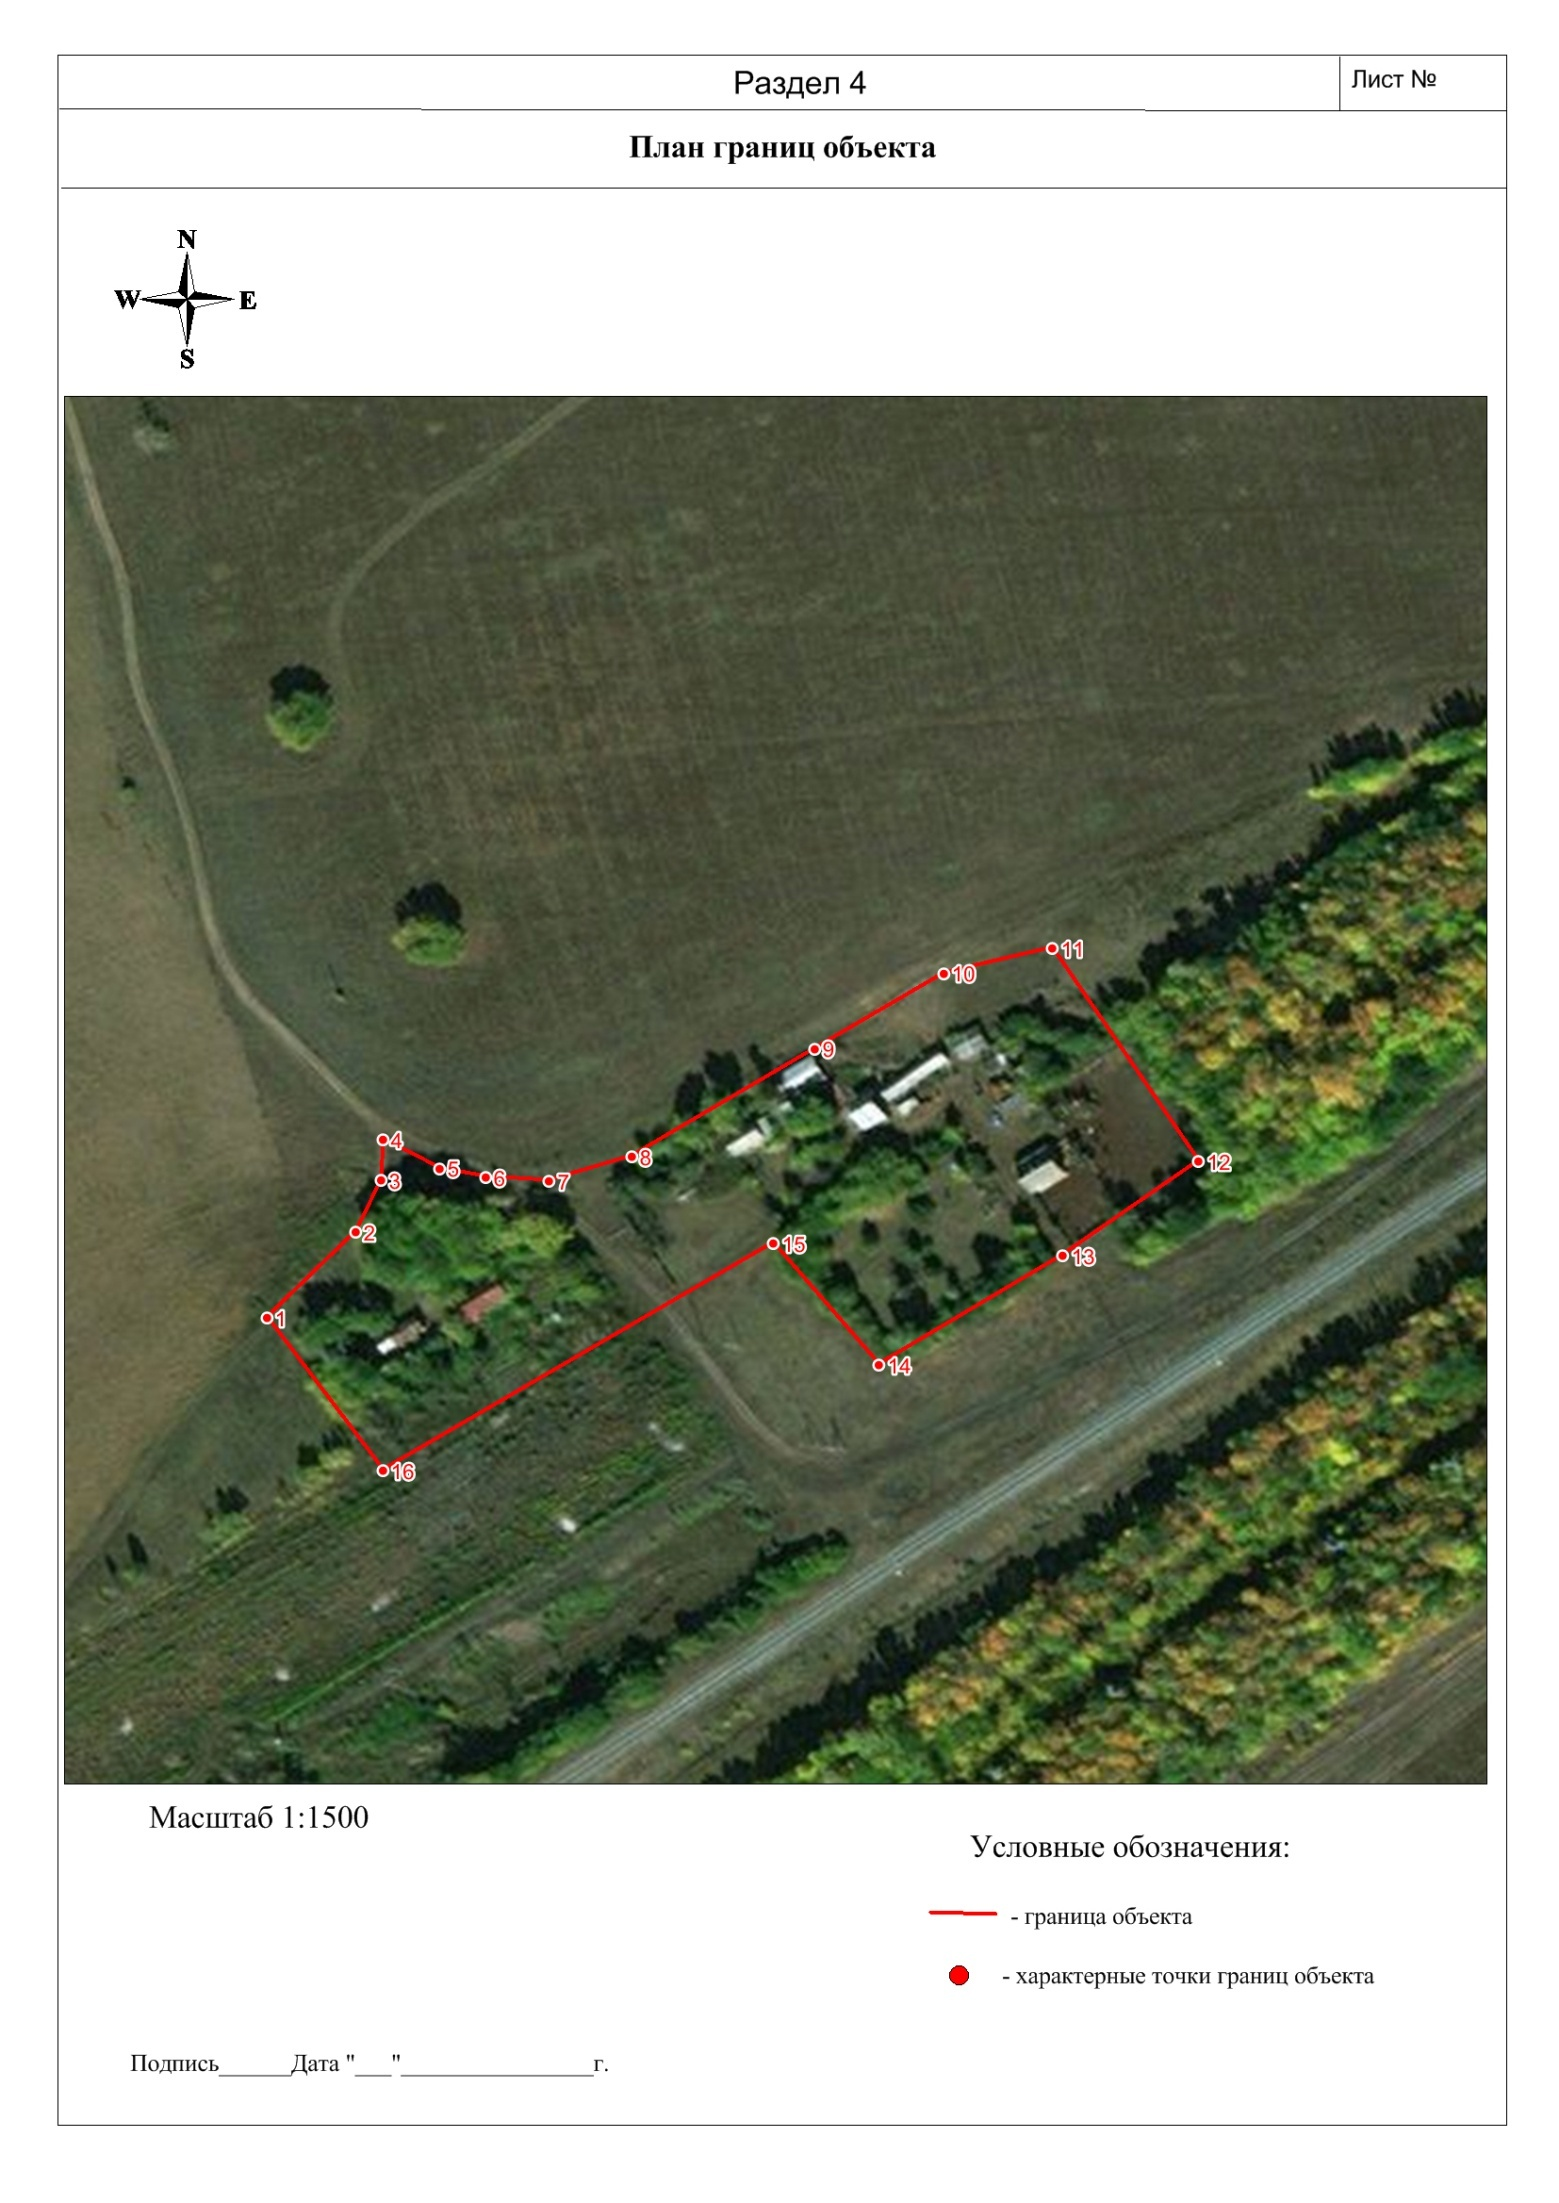 Раздел 4
Лист №
План границ объекта
N
W E
S
11
10
9
4
8
12
5
6
3
7
2
15
13
1
14
16
Масштаб 1:1500
Условные обозначения:
- граница объекта
- характерные точки границ объекта
Подпись______Дата "___"________________г.